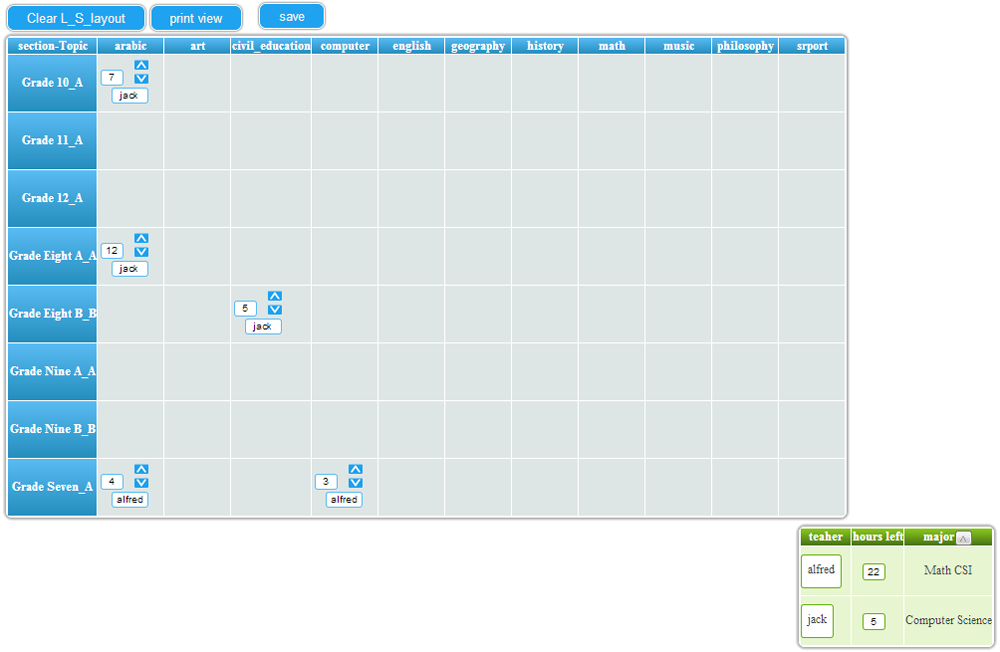 Clear L_S_layout print view save
section-Topic arabic art civil_education computer english geography history math music philosophy srport
Grade 10_A 7 jack
Grade 11_A
Grade 12_A
Grade Eight A_A 12 jack
Grade Eight B_B 5 jack
Grade Nine A_A
Grade Nine B_B
Grade Seven_A 4 alfred 3 alfred
teaher hours left major
alfred 22 Math CSI
jack 5 Computer Science